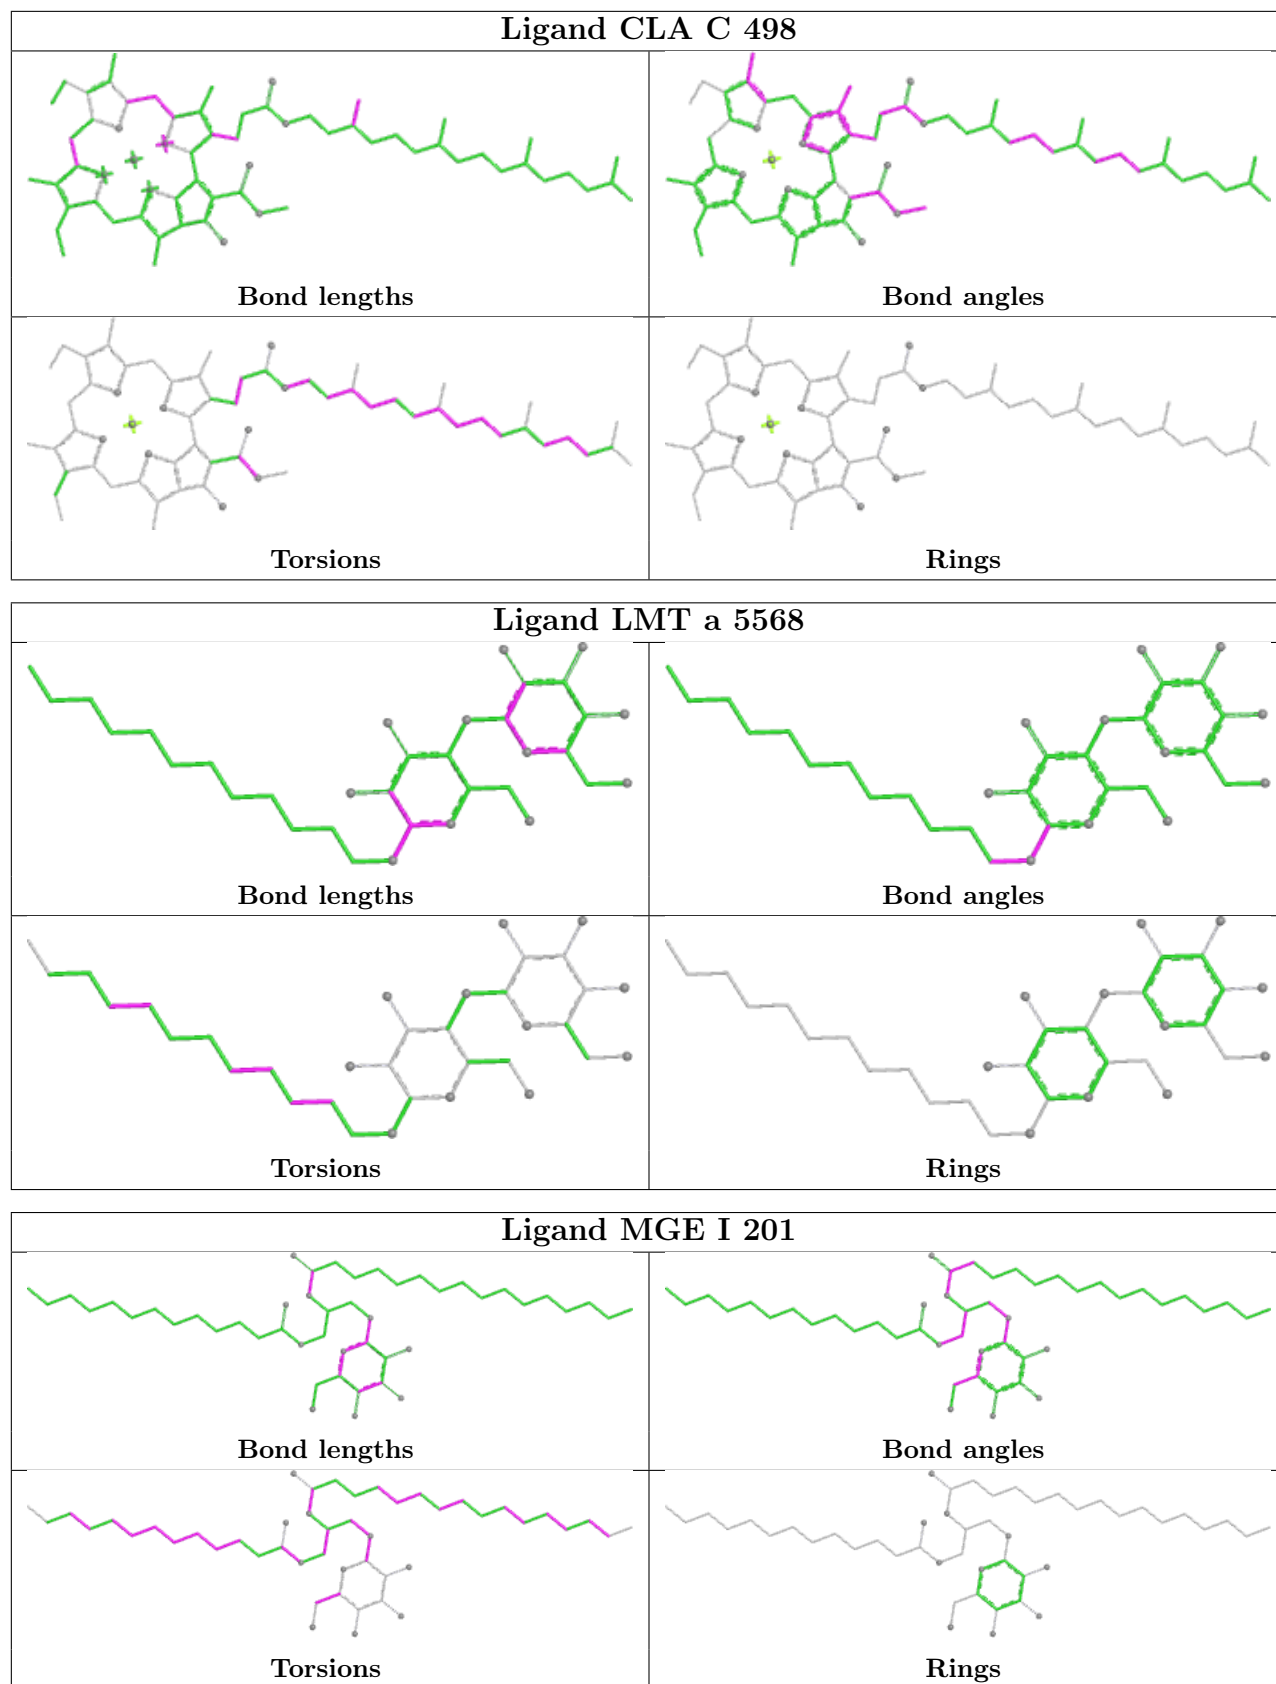 Ligand CLA C 498
Bond lengths
Bond angles
Torsions
Rings
Ligand LMT a 5568
Bond lengths
Bond angles
Torsions
Rings
Ligand MGE I 201
Bond lengths
Bond angles
Torsions
Rings